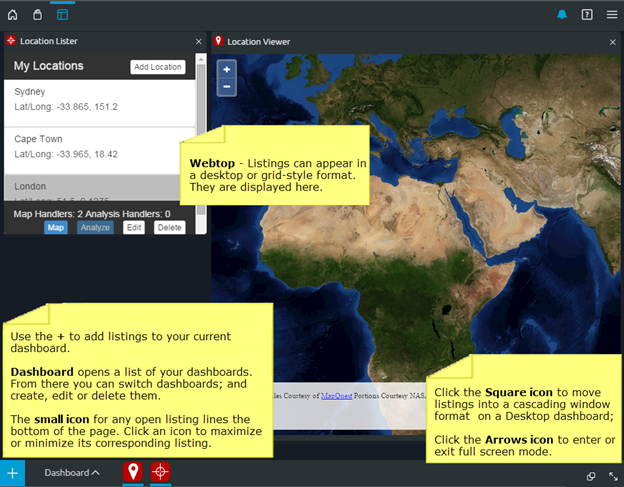 Location Lister
Location Viewer
My Locations
Add Location
Sydney
Lat/Long: -33.865, 151.2
Cape Town
Lat/Long: -33.965, 18.42
London
Lat/Long: 51.5, 0.1275
Map Handlers: 2 Analysis Handlers: 0
Map
Analyze
Edit
Delete
Webtop - Listings can appear in
a desktop or grid-style format.
They are displayed here.
Use the + to add listings to your current
dashboard.
Dashboard opens a list of your dashboards.
From there you can switch dashboards; and
create, edit or delete them.
The small icon for any open listing lines the
bottom of the page. Click an icon to maximize
or minimize its corresponding listing.
les Courtesy of MapQuest Portions Courtesy NAS
Click the Square icon to move
listings into a cascading window
format on a Desktop dashboard;
Click the Arrows icon to enter or
exit full screen mode.
Dashboard